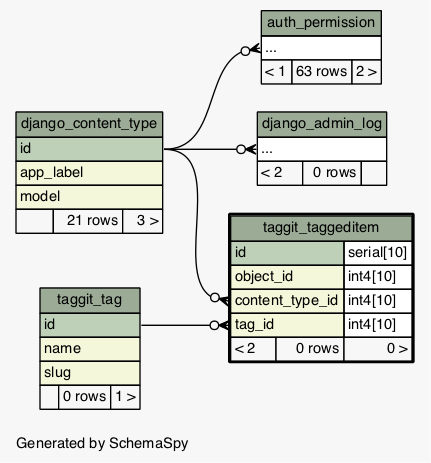 auth_permission
...
< 1 63 rows 2 >
django_content_type
id
app_label
model
21 rows 3 >
django_admin_log
...
< 2 0 rows
taggit_taggeditem
id serial[10]
object_id int4[10]
content_type_id int4[10]
tag_id int4[10]
< 2 0 rows 0 >
taggit_tag
id
name
slug
0 rows 1 >
Generated by SchemaSpy